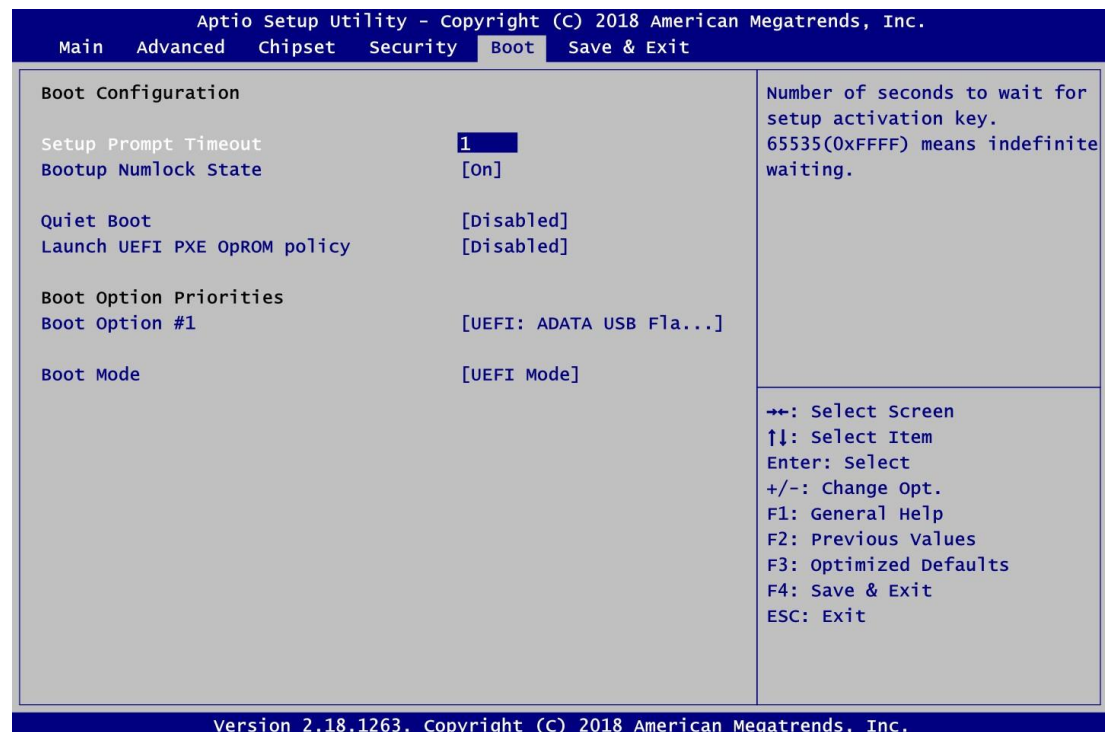 Aptio Setup Utility - Copyright (C) 2018 American Megatrends, Inc.
Main Advanced Chipset Security Boot Save & Exit
Boot Configuration
Setup Prompt Timeout 1
Bootup Numlock State [On]
Quiet Boot [Disabled]
Launch UEFI PXE OpROM policy [Disabled]
Boot Option Priorities
Boot Option #1 [UEFI: ADATA USB Fla...]
Boot Mode [UEFI Mode]
Number of seconds to wait for
setup activation key.
65535(0xFFFF) means indefinite
waiting.
→←: Select Screen
↑↓: Select Item
Enter: Select
+/-: Change Opt.
F1: General Help
F2: Previous Values
F3: Optimized Defaults
F4: Save & Exit
ESC: Exit
Version 2.18.1263. Copyright (C) 2018 American Megatrends, Inc.